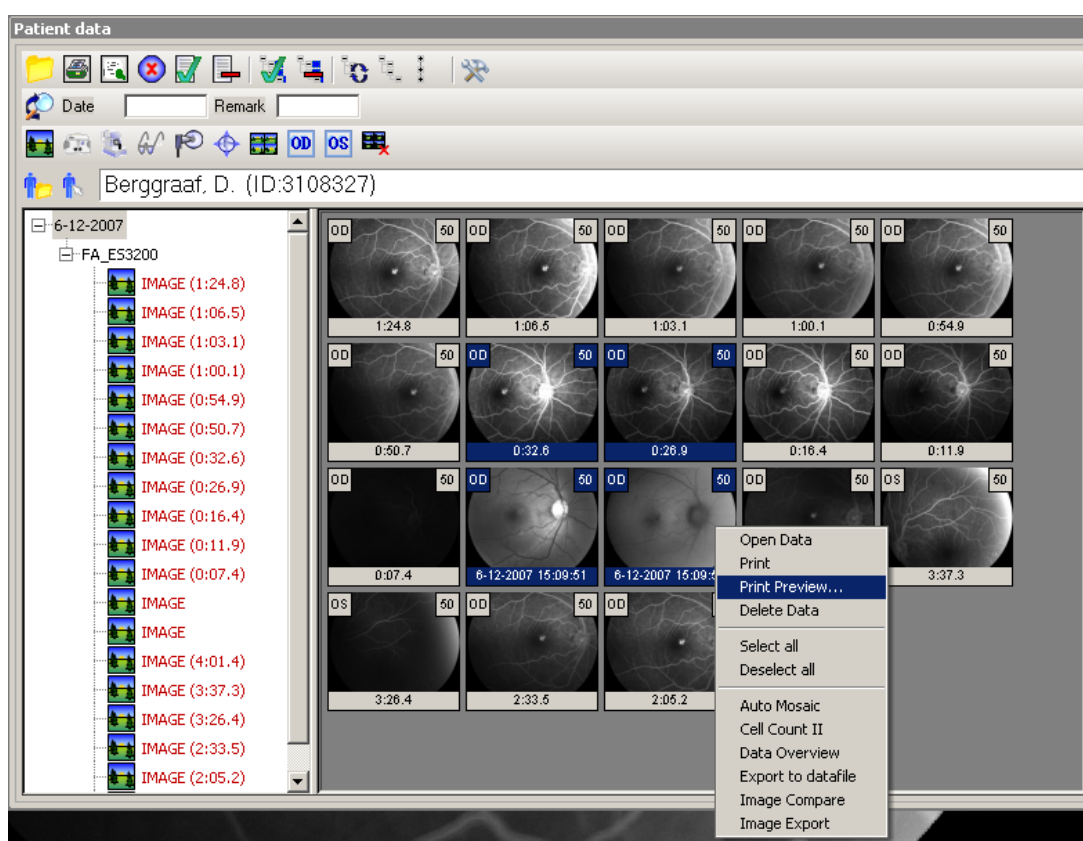 Patient data
Date Remark
OD OS
Berggraaf, D. (ID:3108327)
6-12-2007
FA_ES3200
IMAGE (1:24.8)
IMAGE (1:06.5)
IMAGE (1:03.1)
IMAGE (1:00.1)
IMAGE (0:54.9)
IMAGE (0:50.7)
IMAGE (0:32.6)
IMAGE (0:26.9)
IMAGE (0:16.4)
IMAGE (0:11.9)
IMAGE (0:07.4)
IMAGE
IMAGE
IMAGE (4:01.4)
IMAGE (3:37.3)
IMAGE (3:26.4)
IMAGE (2:33.5)
IMAGE (2:05.2)
OD 50 OD 50 OD 50 OD 50 OD 50
1:24.8 1:06.5 1:03.1 1:00.1 0:54.9
OD 50 OD 50 OD 50 OD 50 OD 50
0:50.7 0:32.6 0:26.9 0:16.4 0:11.9
OD 50 OD 50 OD 50 OD 50 OS 50
0:07.4 6-12-2007 15:09:51 6-12-2007 3:37.3
OS 50 OD 50 OD
3:26.4 2:33.5 2:05.2
Open Data
Print
Print Preview...
Delete Data
Select all
Deselect all
Auto Mosaic
Cell Count II
Data Overview
Export to datafile
Image Compare
Image Export